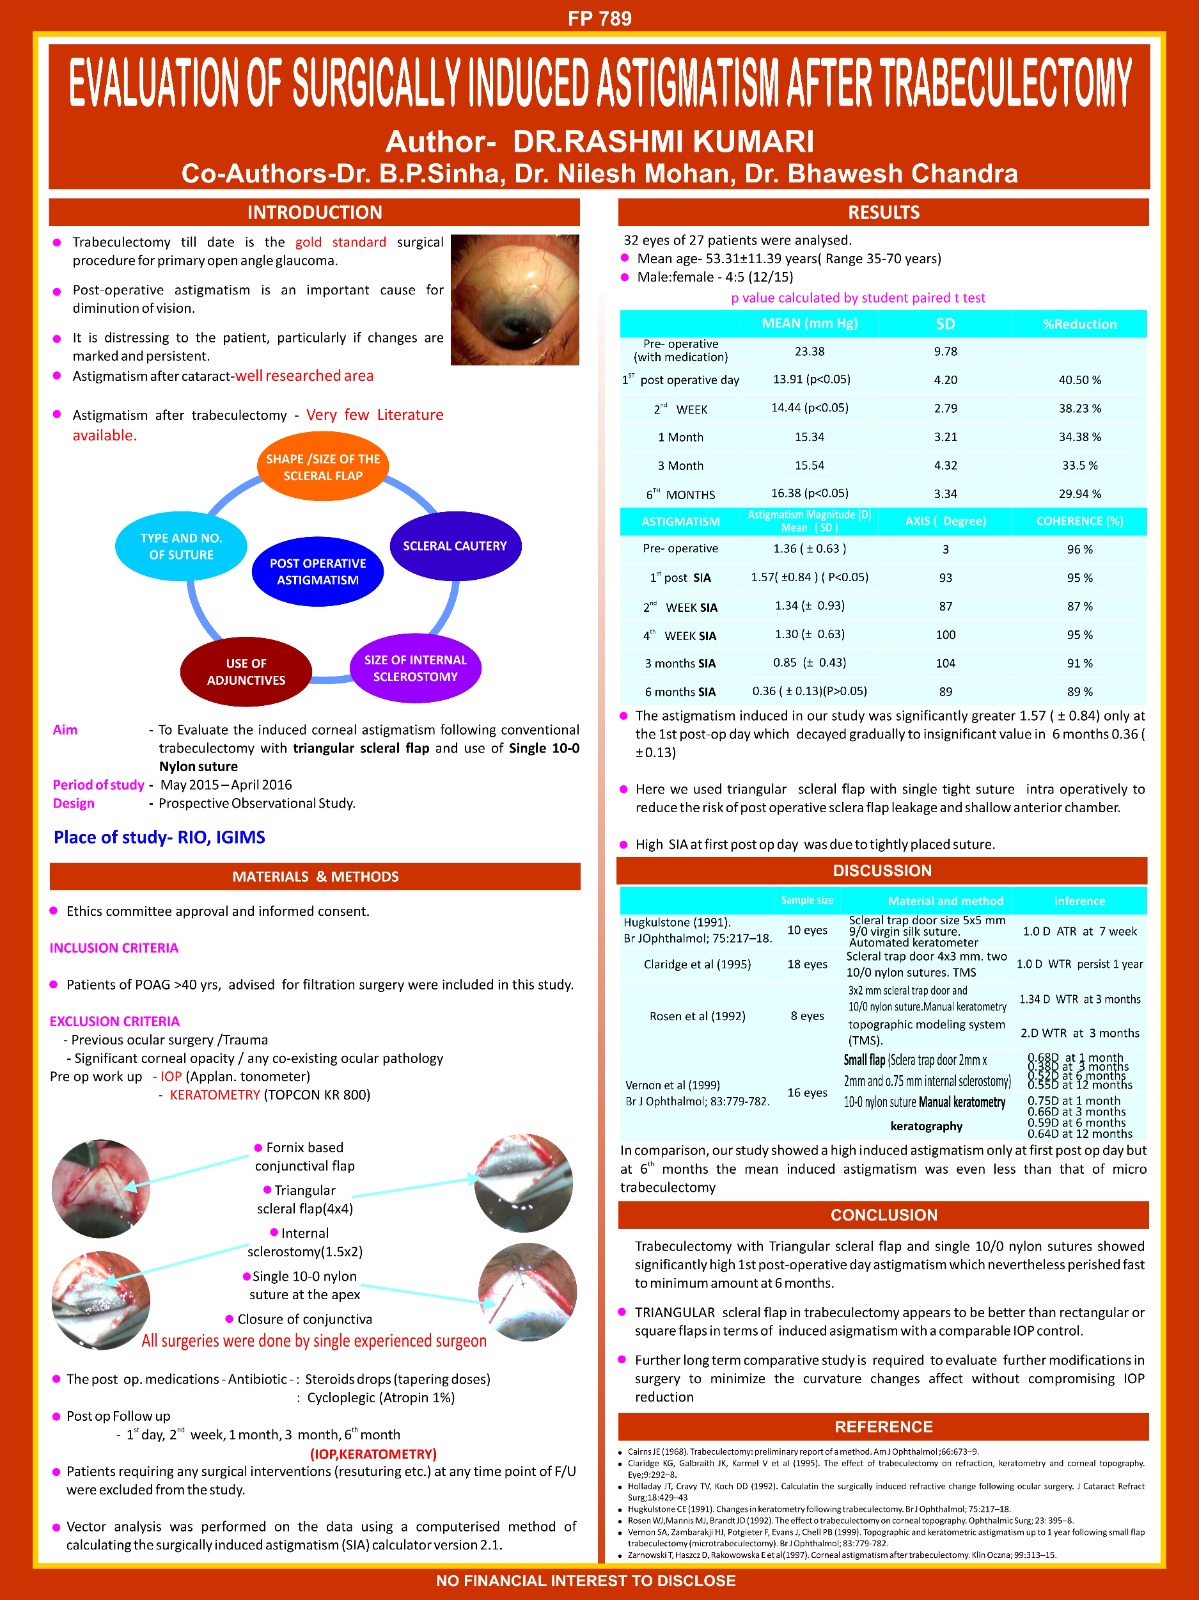 FP 789
EVALUATION OF SURGICALLY INDUCED ASTIGMATISM AFTER TRABECULECTOMY
Author- DR.RASHMI KUMARI
Co-Authors-Dr. B.P.Sinha, Dr. Nilesh Mohan, Dr. Bhawesh Chandra
INTRODUCTION
Trabeculectomy till date is the gold standard surgical
procedure for primary open angle glaucoma.
Post-operative astigmatism is an important cause for
diminution of vision.
It is distressing to the patient, particularly if changes are
marked and persistent.
Astigmatism after cataract-well researched area
Astigmatism after trabeculectomy - Very few Literature
available.
SHAPE /SIZE OF THE
SCLERAL FLAP
TYPE AND NO.
OF SUTURE
SCLERAL CAUTERY
POST OPERATIVE
ASTIGMATISM
USE OF
ADJUNCTIVES
SIZE OF INTERNAL
SCLEROSTOMY
Aim - To Evaluate the induced corneal astigmatism following conventional
trabeculectomy with triangular scleral flap and use of Single 10-0
Nylon suture
Period of study - May 2015 – April 2016
Design - Prospective Observational Study.
Place of study- RIO, IGIMS
MATERIALS & METHODS
Ethics committee approval and informed consent.
INCLUSION CRITERIA
Patients of POAG >40 yrs, advised for filtration surgery were included in this study.
EXCLUSION CRITERIA
- Previous ocular surgery /Trauma
- Significant corneal opacity / any co-existing ocular pathology
Pre op work up - IOP (Applan. tonometer)
- KERATOMETRY (TOPCON KR 800)
Fornix based
conjunctival flap
Triangular
scleral flap(4x4)
Internal
sclerostomy(1.5x2)
Single 10-0 nylon
suture at the apex
Closure of conjunctiva
All surgeries were done by single experienced surgeon
The post op. medications - Antibiotic - : Steroids drops (tapering doses)
: Cycloplegic (Atropin 1%)
Post op Follow up
- 1st day, 2nd week, 1 month, 3 month, 6th month
(IOP,KERATOMETRY)
Patients requiring any surgical interventions (resuturing etc.) at any time point of F/U
were excluded from the study.
Vector analysis was performed on the data using a computerised method of
calculating the surgically induced astigmatism (SIA) calculator version 2.1.
RESULTS
32 eyes of 27 patients were analysed.
Mean age- 53.31±11.39 years( Range 35-70 years)
Male:female - 4:5 (12/15)
p value calculated by student paired t test
MEAN (mm Hg) SD %Reduction
Pre- operative
(with medication) 23.38 9.78
1ST post operative day 13.91 (p<0.05) 4.20 40.50 %
2nd WEEK 14.44 (p<0.05) 2.79 38.23 %
1 Month 15.34 3.21 34.38 %
3 Month 15.54 4.32 33.5 %
6TH MONTHS 16.38 (p<0.05) 3.34 29.94 %
ASTIGMATISM Astigmatism Magnitude (D) Mean ( SD ) AXIS ( Degree) COHERENCE (%)
Pre- operative 1.36 ( ± 0.63 ) 3 96 %
1st post SIA 1.57( ±0.84 ) ( P<0.05) 93 95 %
2nd WEEK SIA 1.34 (± 0.93) 87 87 %
4th WEEK SIA 1.30 (± 0.63) 100 95 %
3 months SIA 0.85 (± 0.43) 104 91 %
6 months SIA 0.36 ( ± 0.13)(P>0.05) 89 89 %
The astigmatism induced in our study was significantly greater 1.57 ( ± 0.84) only at
the 1st post-op day which decayed gradually to insignificant value in 6 months 0.36 (
± 0.13)
Here we used triangular scleral flap with single tight suture intra operatively to
reduce the risk of post operative sclera flap leakage and shallow anterior chamber.
High SIA at first post op day was due to tightly placed suture.
DISCUSSION
Sample size Material and method inference
Hugkulstone (1991).
Br JOphthalmol; 75:217–18. 10 eyes
Scleral trap door size 5x5 mm
9/0 virgin silk suture.
Automated keratometer
1.0 D ATR at 7 week
Claridge et al (1995) 18 eyes
Scleral trap door 4x3 mm. two
10/0 nylon sutures. TMS
1.0 D WTR persist 1 year
Rosen et al (1992) 8 eyes
3x2 mm scleral trap door and
10/0 nylon suture.Manual keratometry
1.34 D WTR at 3 months
topographic modeling system
(TMS).
2.D WTR at 3 months
Vernon et al (1999)
Br J Ophthalmol; 83:779-782. 16 eyes
Small flap (Sclera trap door 2mm x
2mm and o.75 mm internal sclerostomy)
10-0 nylon suture Manual keratometry
0.68D at 1 month
0.38D at 3 months
0.52D at 6 months
0.55D at 12 months
keratography
0.75D at 1 month
0.66D at 3 months
0.59D at 6 months
0.64D at 12 months
In comparison, our study showed a high induced astigmatism only at first post op day but
at 6th months the mean induced astigmatism was even less than that of micro
trabeculectomy
CONCLUSION
Trabeculectomy with Triangular scleral flap and single 10/0 nylon sutures showed
significantly high 1st post-operative day astigmatism which nevertheless perished fast
to minimum amount at 6 months.
TRIANGULAR scleral flap in trabeculectomy appears to be better than rectangular or
square flaps in terms of induced asigmatism with a comparable IOP control.
Further long term comparative study is required to evaluate further modifications in
surgery to minimize the curvature changes affect without compromising IOP
reduction
REFERENCE
Cairns JE (1968). Trabeculectomy: preliminary report of a method. Am J Ophthalmol ;66:673–9.
Claridge KG, Galbraith JK, Karmel V et al (1995). The effect of trabeculectomy on refraction, keratometry and corneal topography.
Eye;9:292–8.
Holladay JT, Cravy TV, Koch DD (1992). Calculatin the surgically induced refractive change following ocular surgery. J Cataract Refract
Surg;18:429–43
Hugkulstone CE (1991). Changes in keratometry following trabeculectomy. Br J Ophthalmol; 75:217–18.
Rosen WJ,Mannis MJ, Brandt JD (1992). The effect o trabeculectomy on corneal topography. Ophthalmic Surg; 23: 395–8.
Vernon SA, Zambarakji HJ, Potgieter F, Evans J, Chell PB (1999). Topographic and keratometric astigmatism up to 1 year following small flap
trabeculectomy (microtrabeculectomy). Br J Ophthalmol; 83:779-782.
Zarnowski T, Haszcz D, Rakowowska E et al(1997). Corneal astigmatism after trabeculectomy. Klin Oczna; 99:313–15.
NO FINANCIAL INTEREST TO DISCLOSE